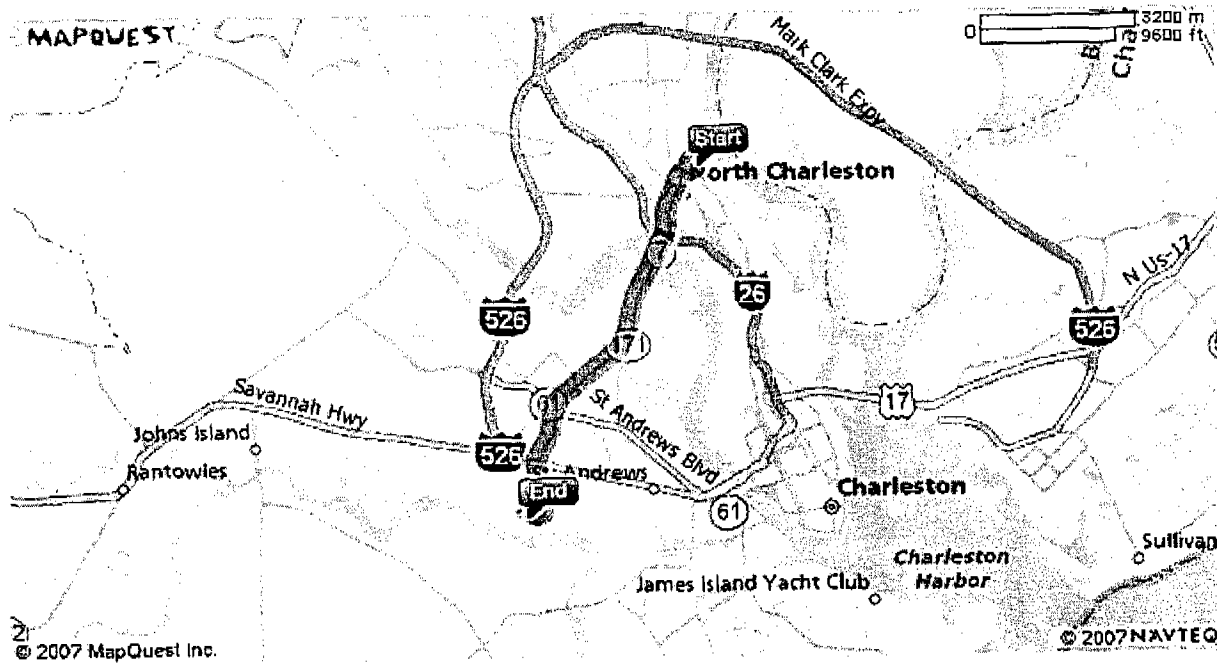 MAPQUEST
0
3200 m
9600 ft
Mark Clark Expy
Start
North Charleston
N Us-17
26
526
171
526
17
Savannah Hwy
St Andrews Blvd
Johns Island
526
Andrews
Rantowles
End
61
Charleston
Charleston
Harbor
Sullivan
James Island Yacht Club
© 2007 MapQuest Inc.
© 2007 NAVTEQ